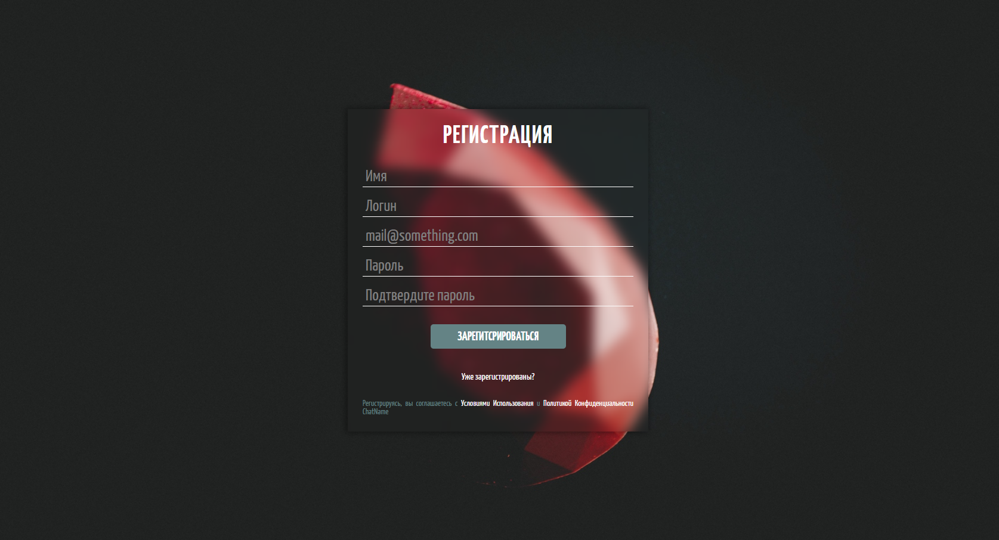 РЕГИСТРАЦИЯ
Имя
Логин
mail@something.com
Пароль
Подтвердите пароль
ЗАРЕГИТСРИРОВАТЬСЯ
Уже зарегистрированы?
Регистрируясь, вы соглашаетесь с Условиями Использования и Политикой Конфиденциальности
ChatName